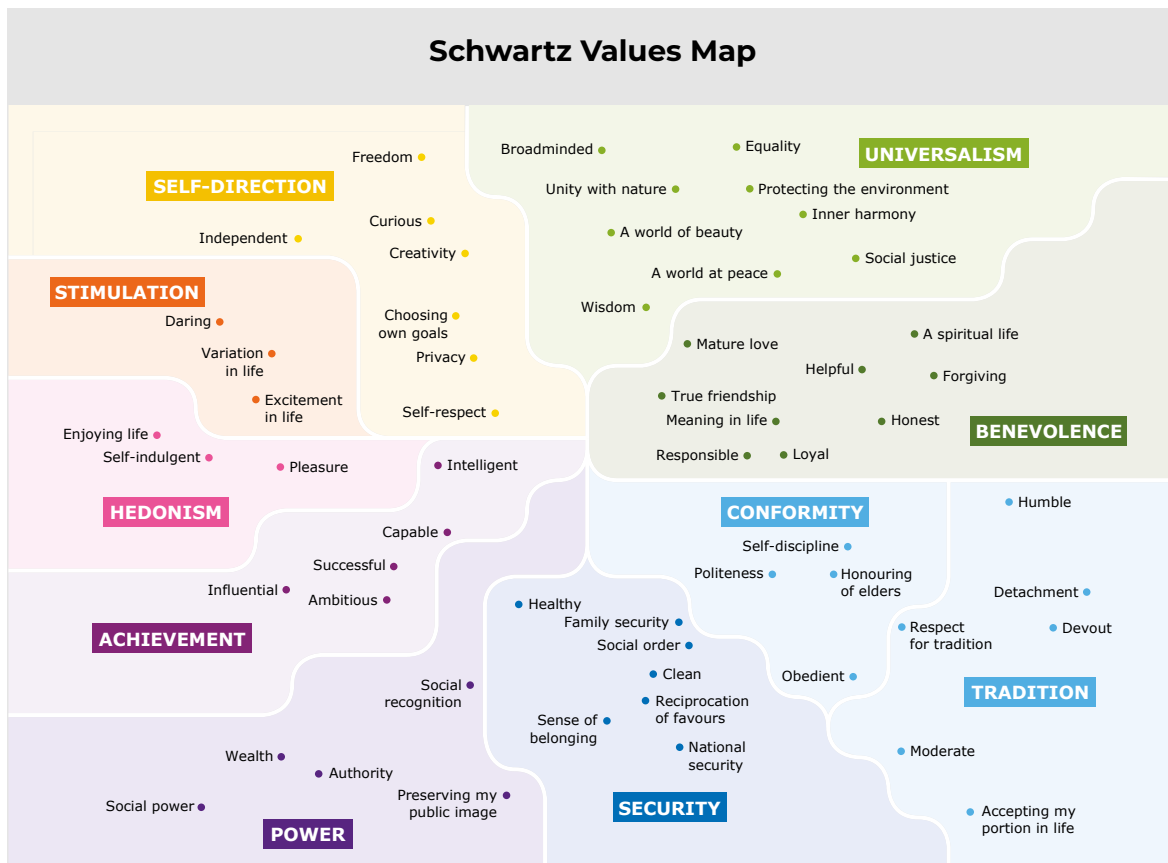 Schwartz Values Map
SELF-DIRECTION
Freedom
Curious
Independent
Creativity
Choosing
own goals
Privacy
Self-respect
UNIVERSALISM
Broadminded
Equality
Unity with nature
Protecting the environment
Inner harmony
A world of beauty
Social justice
A world at peace
Wisdom
STIMULATION
Daring
Variation
in life
Excitement
in life
BENEVOLENCE
A spiritual life
Mature love
Helpful
Forgiving
True friendship
Meaning in life
Honest
Responsible
Loyal
HEDONISM
Enjoying life
Self-indulgent
Pleasure
ACHIEVEMENT
Intelligent
Capable
Successful
Influential
Ambitious
CONFORMITY
Self-discipline
Politeness
Honouring
of elders
Obedient
TRADITION
Humble
Detachment
Respect
for tradition
Devout
Moderate
Accepting my
portion in life
POWER
Social
recognition
Wealth
Authority
Preserving my
public image
Social power
SECURITY
Healthy
Family security
Social order
Clean
Reciprocation
of favours
Sense of
belonging
National
security